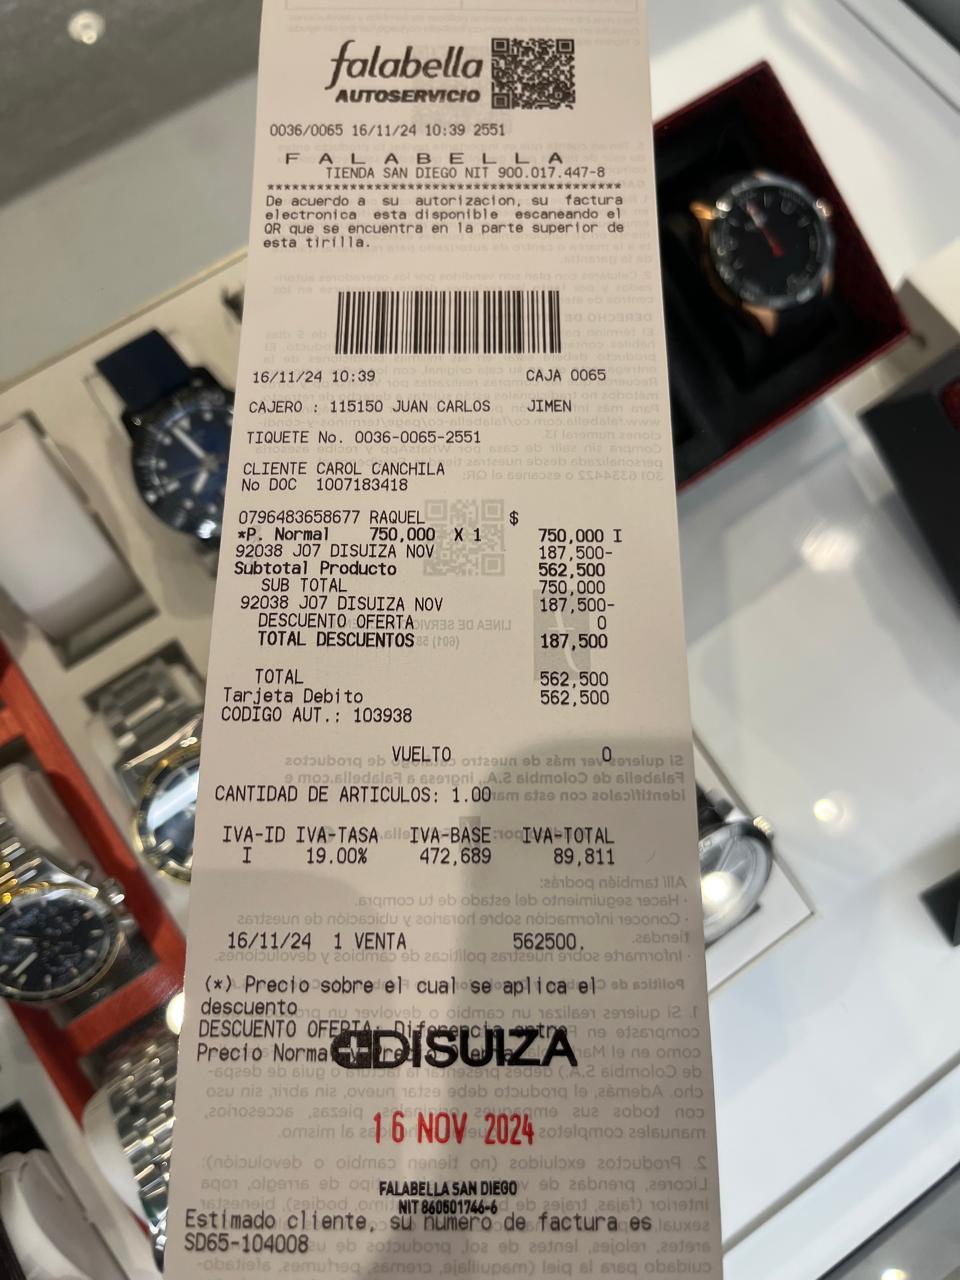 falabella
AUTOSERVICIO
0036/0065 16/11/24 10:39 2551
F A L A B E L L A
TIENDA SAN DIEGO NIT 900.017.447-8
****************************************
De acuerdo a su autorizacion, su factura
electronica esta disponible escaneando el
QR que se encuentra en la parte superior de
esta tirilla.
16/11/24 10:39 CAJA 0065
CAJERO : 115150 JUAN CARLOS JIMEN
TIQUETE No. 0036-0065-2551
CLIENTE CAROL CANCHILA
No DOC 1007183418
0796483658677 RAQUEL $
*P. Normal 750,000 X 1 750,000 I
92038 J07 DISUIZA NOV 187,500-
Subtotal Producto 562,500
SUB TOTAL 750,000
92038 J07 DISUIZA NOV 187,500-
DESCUENTO OFERTA 0
TOTAL DESCUENTOS 187,500
TOTAL 562,500
Tarjeta Debito 562,500
CODIGO AUT.: 103938
VUELTO 0
CANTIDAD DE ARTICULOS: 1.00
IVA-ID IVA-TASA IVA-BASE IVA-TOTAL
I 19.00% 472,689 89,811
16/11/24 1 VENTA 562500.
(*) Precio sobre el cual se aplica el
descuento
DESCUENTO OFERTA: Diferencia entre
Precio Normal y Precio Oferta
DISUIZA
16 NOV 2024
FALABELLA SAN DIEGO
NIT 860501746-6
Estimado cliente, su numero de factura es
SD65-104008